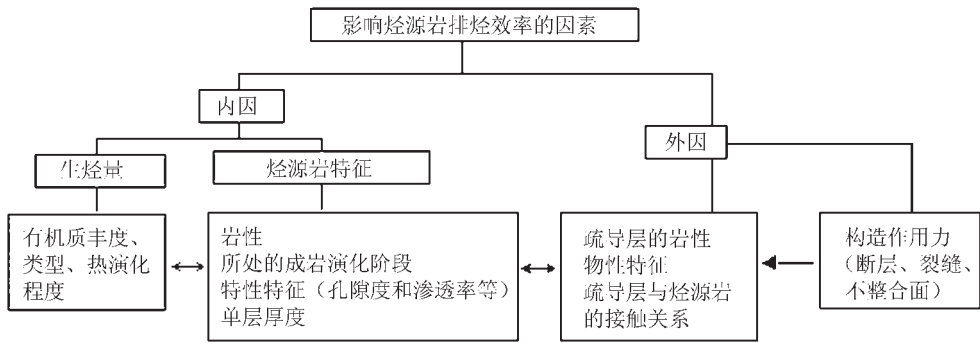 影响烃源岩排烃效率的因素
内因
外因
生烃量
烃源岩特征
有机质丰度、
类型、热演化
程度
岩性
所处的成岩演化阶段
特性特征（孔隙度和渗透率等）
单层厚度
疏导层的岩性
物性特征
疏导层与烃源岩
的接触关系
构造作用力
（断层、裂缝、
不整合面）